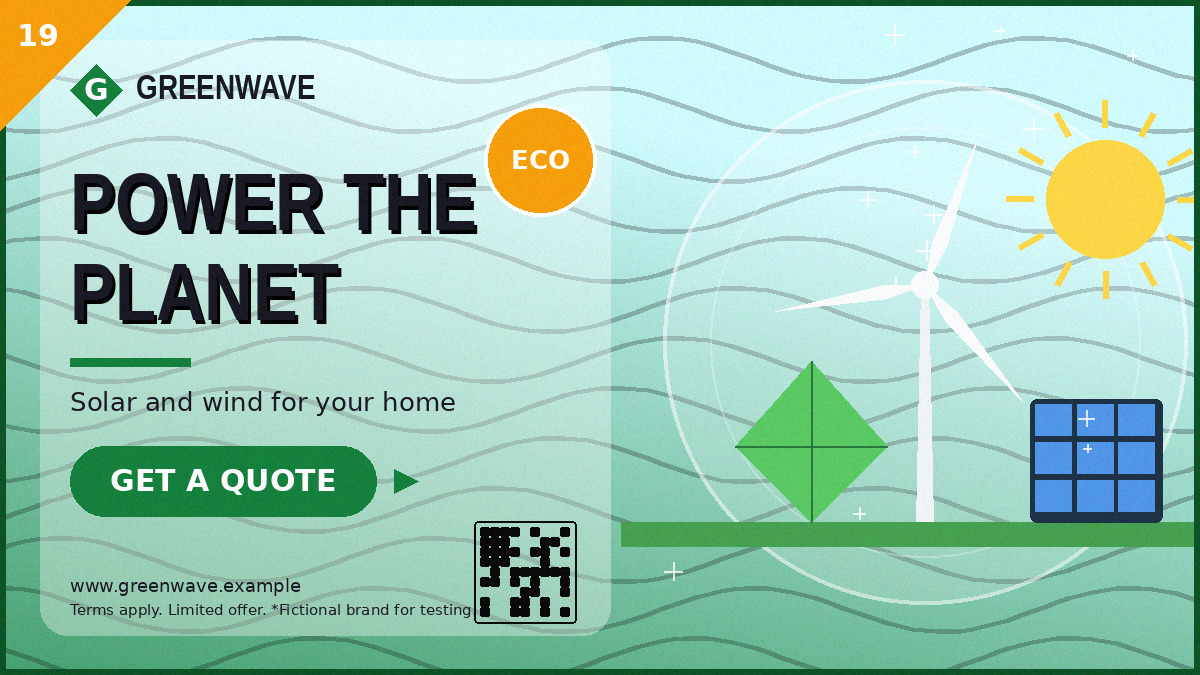 19
G GREENWAVE
ECO
POWER THE
PLANET
Solar and wind for your home
GET A QUOTE
www.greenwave.example
Terms apply. Limited offer. *Fictional brand for testing.